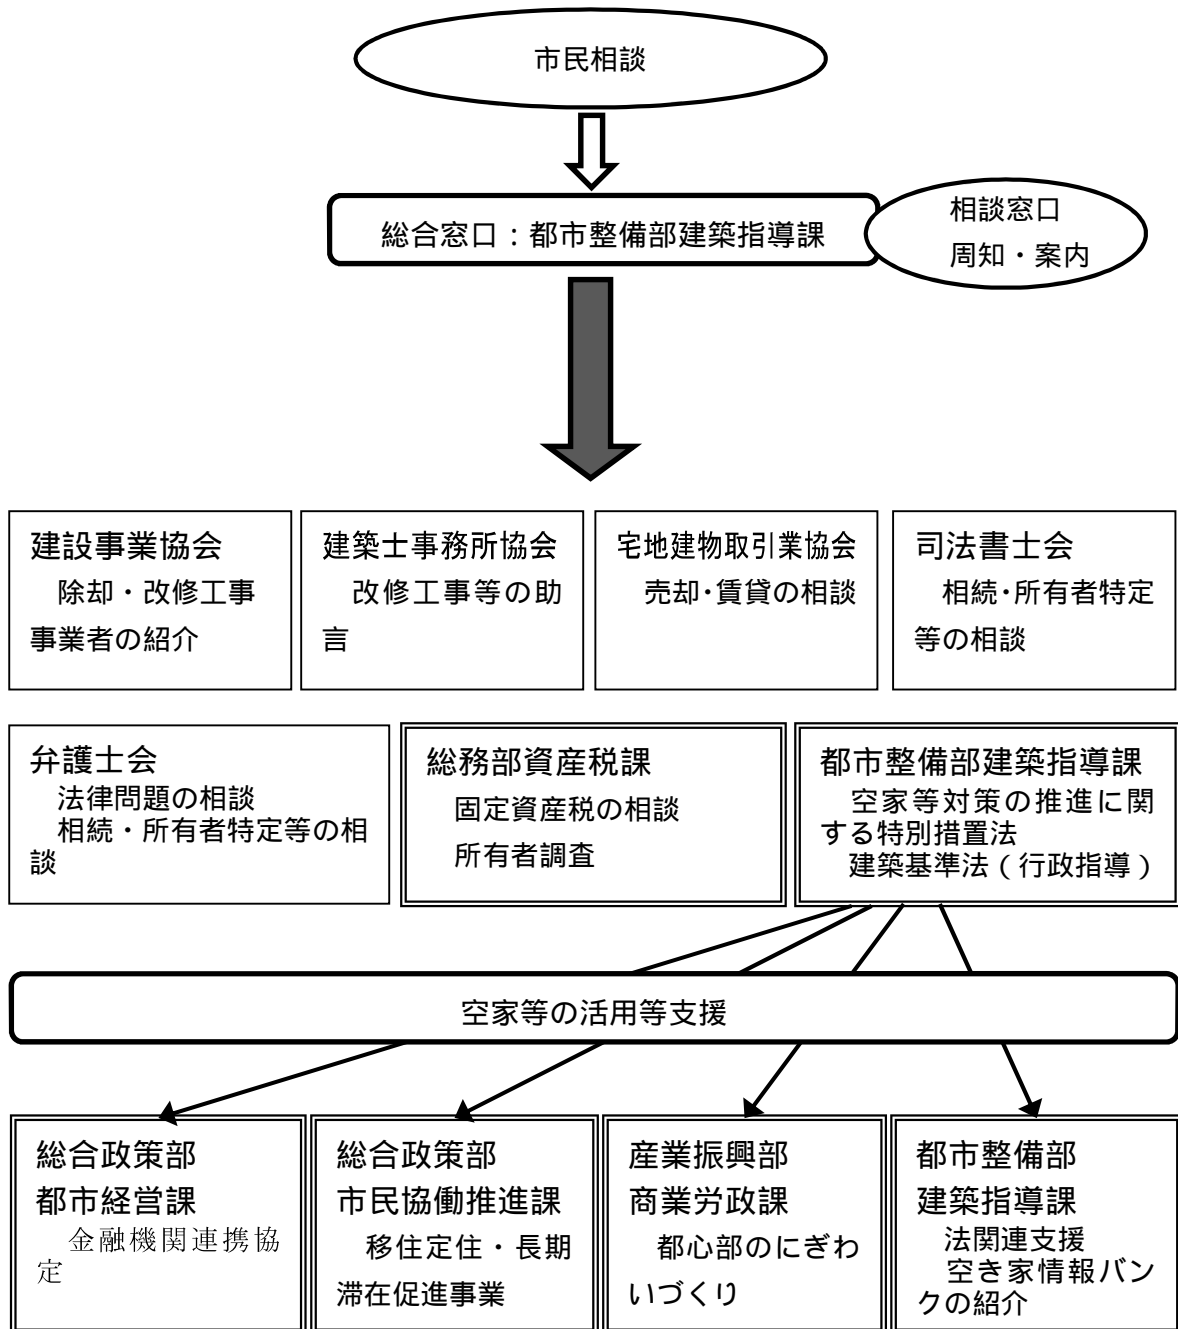 市民相談
総合窓口：都市整備部建築指導課
相談窓口
周知・案内
建設事業協会
除却・改修工事
事業者の紹介
建築士事務所協会
改修工事等の助
言
宅地建物取引業協会
売却・賃貸の相談
司法書士会
相続・所有者特定
等の相談
弁護士会
法律問題の相談
相続・所有者特定等の相
談
総務部資産税課
固定資産税の相談
所有者調査
都市整備部建築指導課
空家等対策の推進に関
する特別措置法
建築基準法（行政指導）
空家等の活用等支援
総合政策部
都市経営課
金融機関連携協
定
総合政策部
市民協働推進課
移住定住・長期
滞在促進事業
産業振興部
商業労政課
都心部のにぎわ
いづくり
都市整備部
建築指導課
法関連支援
空き家情報バン
クの紹介